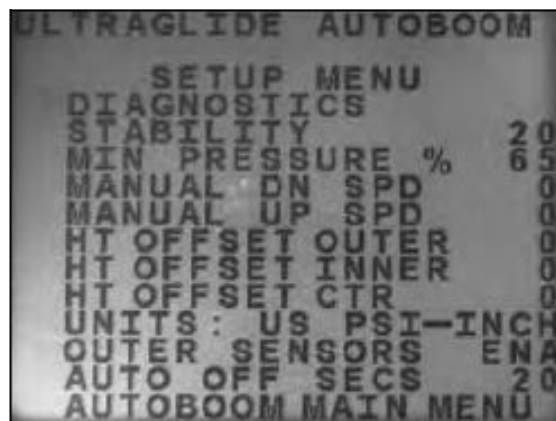 ULTRAGLIDE AUTOBOOM
SETUP MENU
DIAGNOSTICS
STABILITY 20
MIN PRESSURE % 65
MANUAL DN SPD 0
MANUAL UP SPD 0
HT OFFSET OUTER 0
HT OFFSET INNER 0
HT OFFSET CTR 0
UNITS: US PSI-INCH
OUTER SENSORS ENA
AUTO OFF SECS 20
AUTOBOOM MAIN MENU